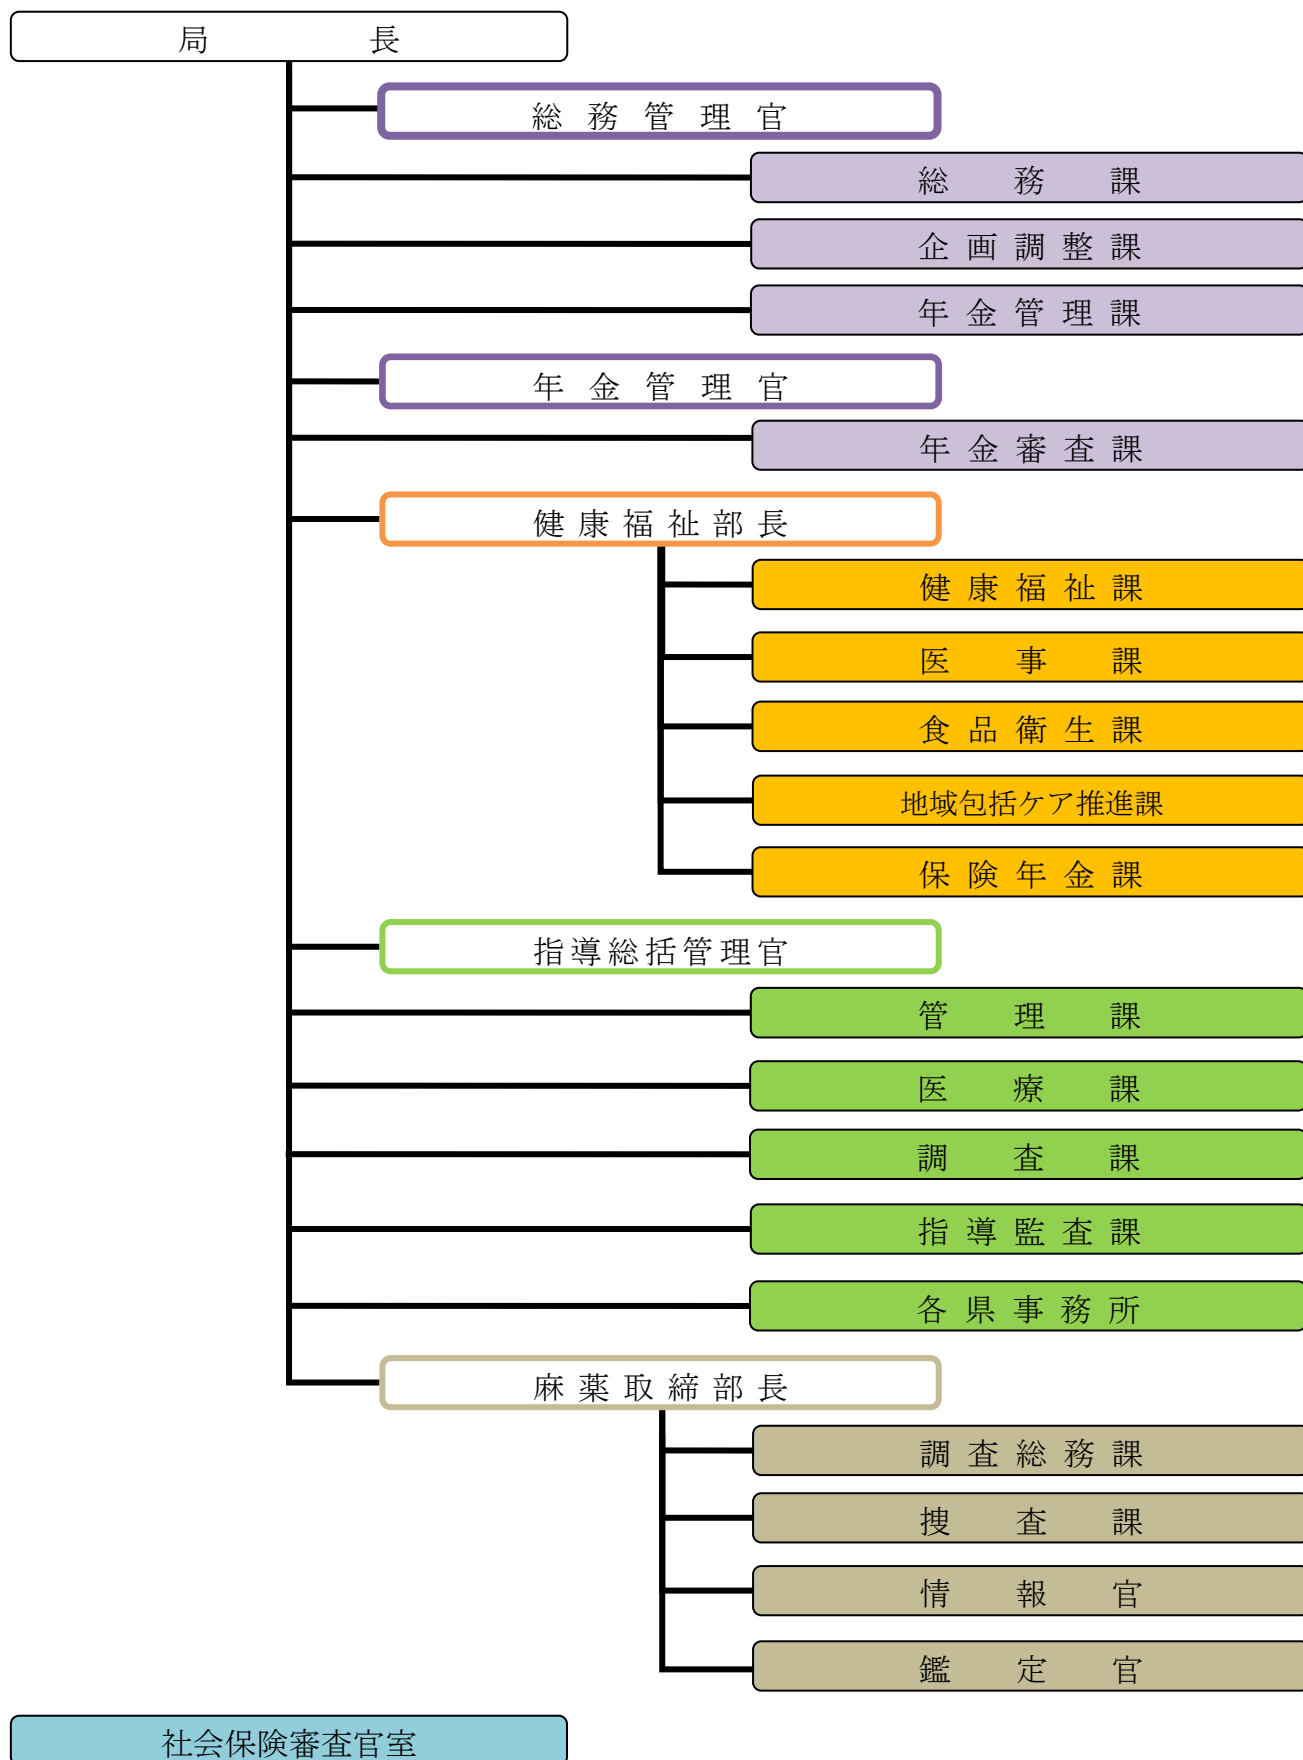 局長
総務管理官
総務課
企画調整課
年金管理課
年金管理官
年金審査課
健康福祉部長
健康福祉課
医事課
食品衛生課
地域包括ケア推進課
保険年金課
指導総括管理官
管理課
医療課
調査課
指導監査課
各県事務所
麻薬取締部長
調査総務課
捜査課
情報官
鑑定官
社会保険審査官室